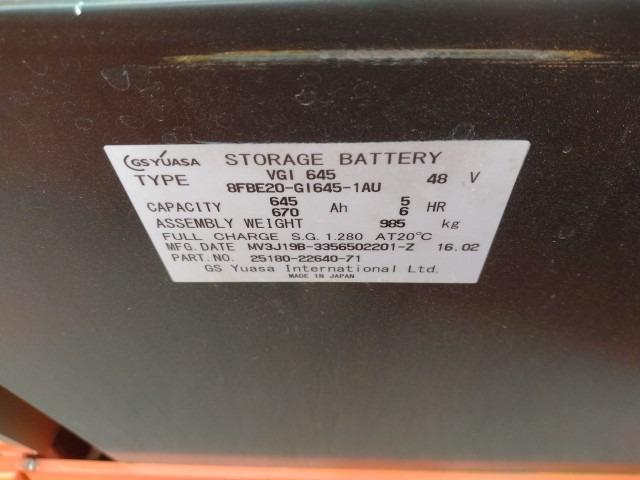 GS YUASA STORAGE BATTERY
TYPE VGI 645 48 V
8FBE20-GI645-1AU
CAPACITY 645 Ah 5 HR
670 6
ASSEMBLY WEIGHT 985 kg
FULL CHARGE S.G. 1.280 AT20°C
MFG. DATE MV3J19B-3356502201-Z 16.02
PART. NO. 25180-22640-71
GS Yuasa International Ltd.
MADE IN JAPAN